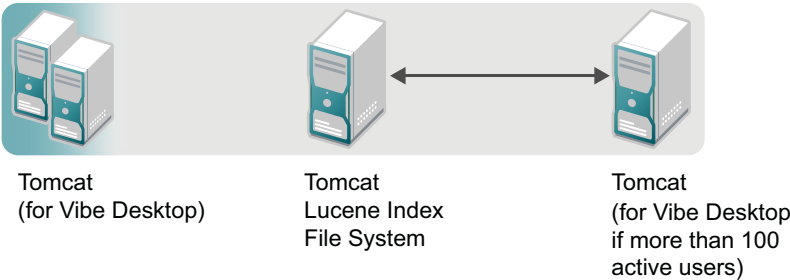 Tomcat
(for Vibe Desktop)
Tomcat
Lucene Index
File System
Tomcat
(for Vibe Desktop
if more than 100
active users)